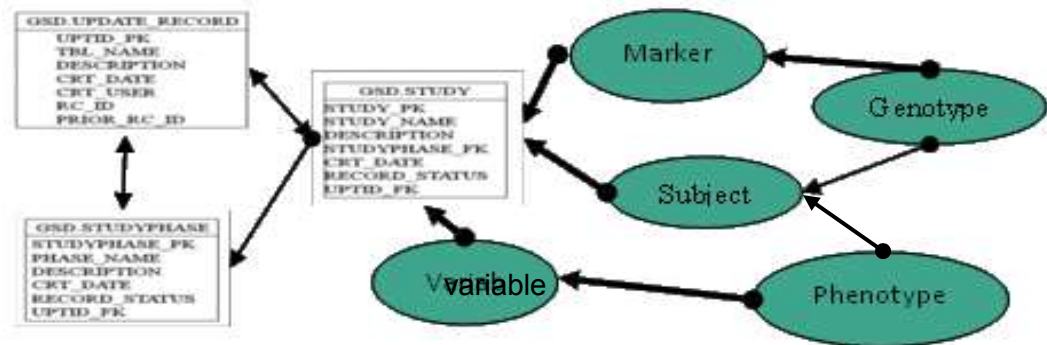 GSD.UPDATE_RECORD
UPTID_PK
TBL_NAME
DESCRIPTION
CRT_DATE
CRT_USER
RC_ID
PRIOR_RC_ID
GSD.STUDY
STUDY_PK
STUDY_NAME
DESCRIPTION
STUDYPHASE_FK
CRT_DATE
RECORD_STATUS
UPTID_FK
GSD.STUDYPHASE
STUDYPHASE_PK
PHASE_NAME
DESCRIPTION
CRT_DATE
RECORD_STATUS
UPTID_FK
Marker
Genotype
Subject
variable
Phenotype